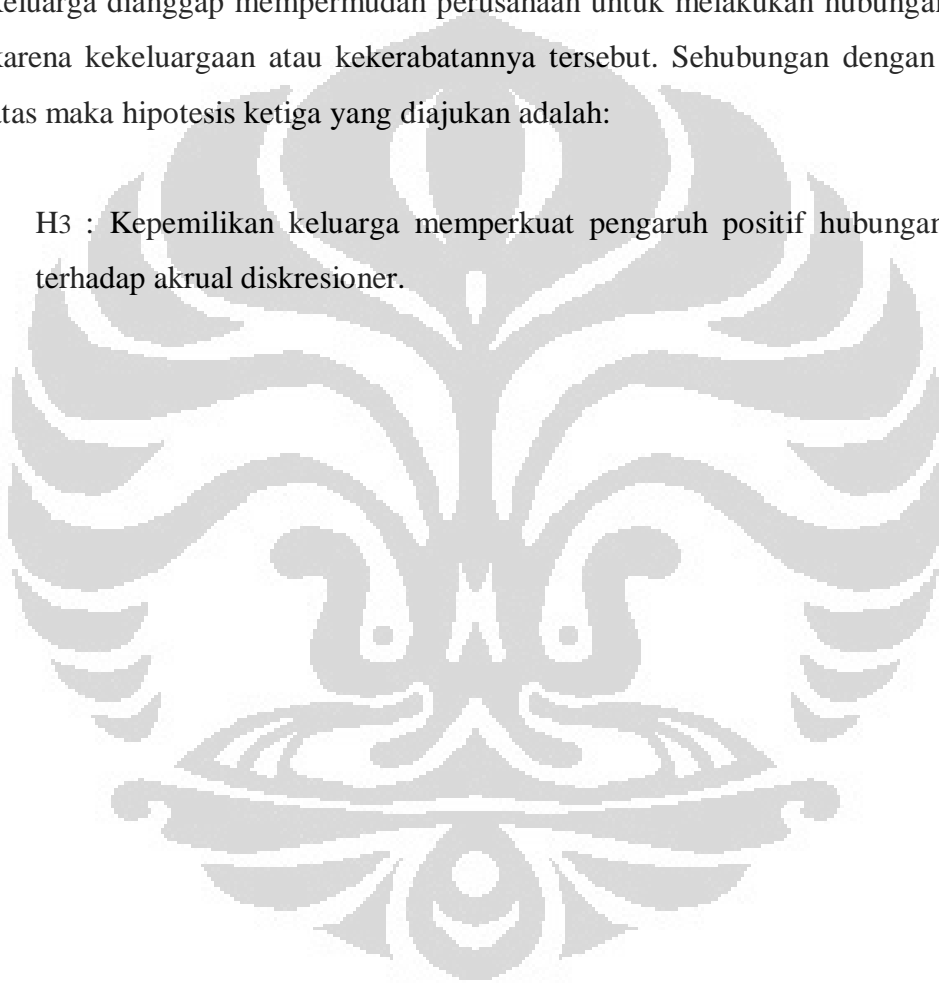 keluarga dianggap mempermudah perusahaan untuk melakukan hubungan
karena kekeluargaan atau kekerabatannya tersebut. Sehubungan dengan
atas maka hipotesis ketiga yang diajukan adalah:
H3 : Kepemilikan keluarga memperkuat pengaruh positif hubungan
terhadap akrual diskresioner.